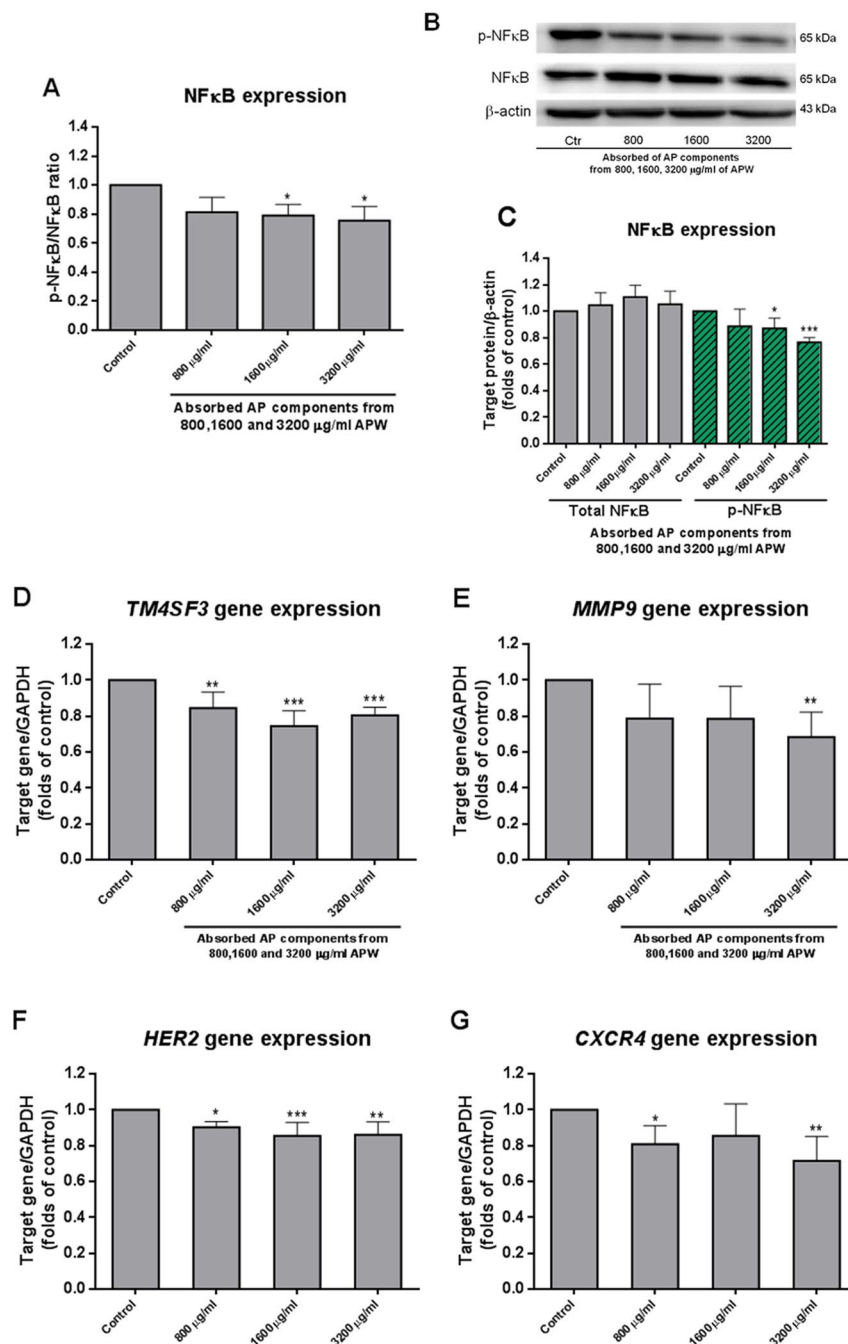 A
NFκB expression
p-NFκB/NFκB ratio
1.4
1.2
1.0
0.8
0.6
0.4
0.2
0.0
*
*
Control
800 μg/ml
1600 μg/ml
3200 μg/ml
Absorbed AP components from
800,1600 and 3200 μg/ml APW
B
p-NFκB
65 kDa
NFκB
65 kDa
β-actin
43 kDa
Ctr 800 1600 3200
Absorbed of AP components
from 800, 1600, 3200 μg/ml of APW
C
NFκB expression
Target protein/β-actin
(folds of control)
1.4
1.2
1.0
0.8
0.6
0.4
0.2
0.0
*
***
Control
800 μg/ml
1600 μg/ml
3200 μg/ml
Control
800 μg/ml
1600 μg/ml
3200 μg/ml
Total NFκB
p-NFκB
Absorbed AP components from
800,1600 and 3200 μg/ml APW
D
TM4SF3 gene expression
Target gene/GAPDH
(folds of control)
1.2
1.0
0.8
0.6
0.4
0.2
0.0
**
***
***
Control
800 μg/ml
1600 μg/ml
3200 μg/ml
Absorbed AP components from
800,1600 and 3200 μg/ml APW
E
MMP9 gene expression
Target gene/GAPDH
(folds of control)
1.2
1.0
0.8
0.6
0.4
0.2
0.0
**
Control
800 μg/ml
1600 μg/ml
3200 μg/ml
Absorbed AP components from
800,1600 and 3200 μg/ml APW
F
HER2 gene expression
Target gene/GAPDH
(folds of control)
1.2
1.0
0.8
0.6
0.4
0.2
0.0
*
***
**
Control
800 μg/ml
1600 μg/ml
3200 μg/ml
G
CXCR4 gene expression
Target gene/GAPDH
(folds of control)
1.2
1.0
0.8
0.6
0.4
0.2
0.0
*
**
Control
800 μg/ml
1600 μg/ml
3200 μg/ml